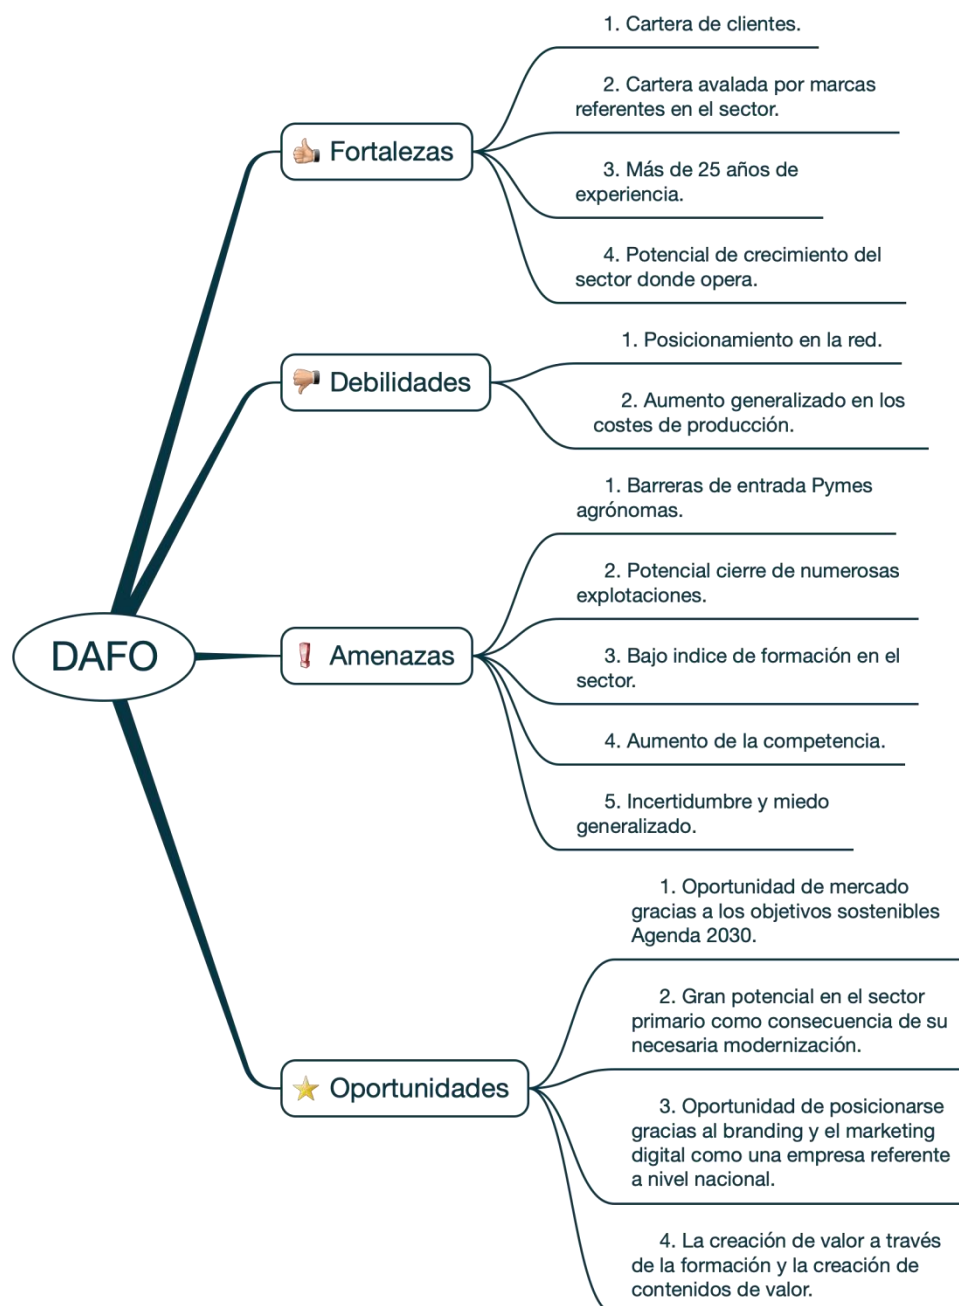 DAFO
Fortalezas
1. Cartera de clientes.
2. Cartera avalada por marcas
referentes en el sector.
3. Más de 25 años de
experiencia.
4. Potencial de crecimiento del
sector donde opera.
Debilidades
1. Posicionamiento en la red.
2. Aumento generalizado en los
costes de producción.
Amenazas
1. Barreras de entrada Pymes
agrónomas.
2. Potencial cierre de numerosas
explotaciones.
3. Bajo indice de formación en el
sector.
4. Aumento de la competencia.
5. Incertidumbre y miedo
generalizado.
Oportunidades
1. Oportunidad de mercado
gracias a los objetivos sostenibles
Agenda 2030.
2. Gran potencial en el sector
primario como consecuencia de su
necesaria modernización.
3. Oportunidad de posicionarse
gracias al branding y el marketing
digital como una empresa referente
a nivel nacional.
4. La creación de valor a través
de la formación y la creación de
contenidos de valor.